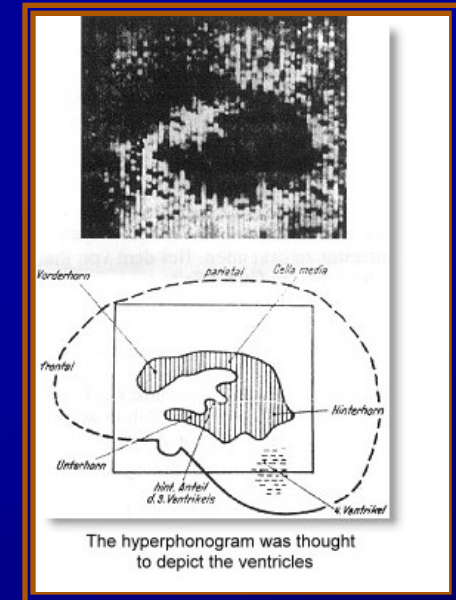 parietal
Cella media
Vorderhorn
frontal
Hinterhorn
Unterhorn
hint. Anteil
d. 3. Ventrikels
4. Ventrikel
The hyperphonogram was thought
to depict the ventricles